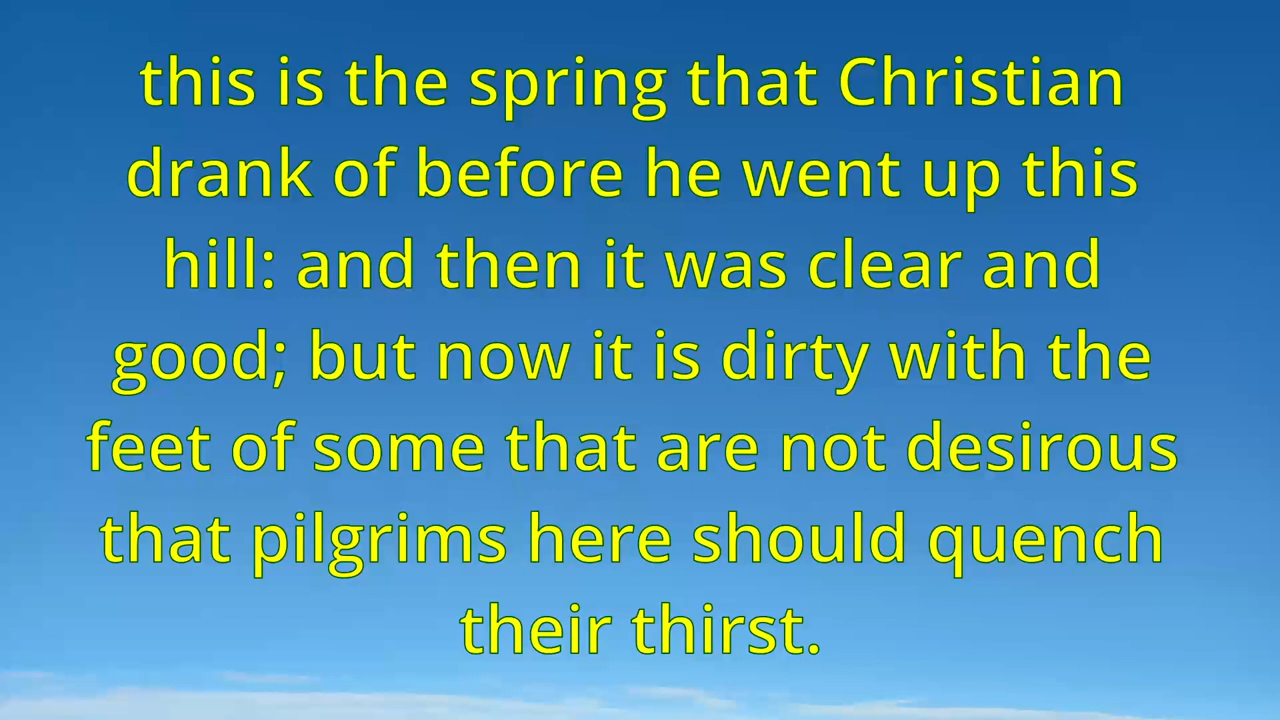 this is the spring that Christian
drank of before he went up this
hill: and then it was clear and
good; but now it is dirty with the
feet of some that are not desirous
that pilgrims here should quench
their thirst.